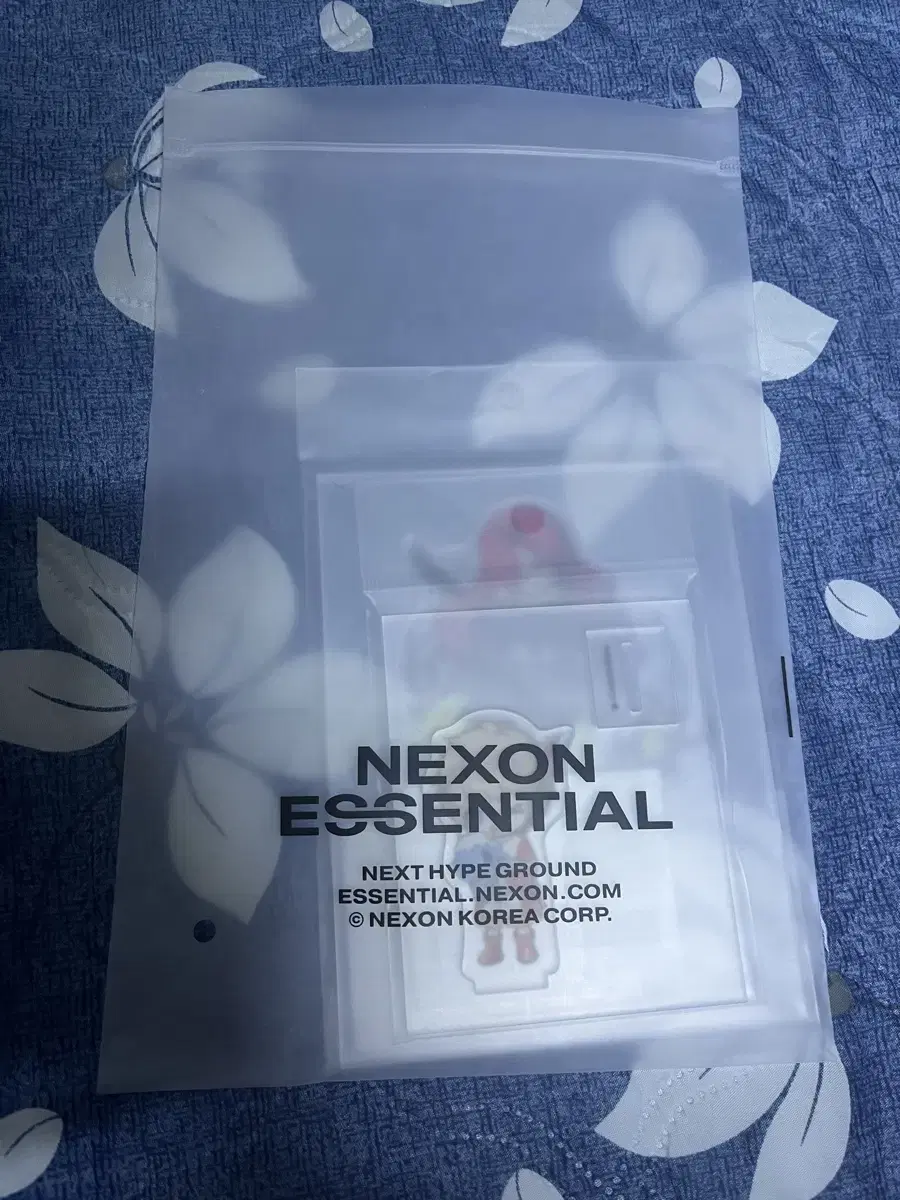 NEXON
ESSENTIAL
NEXT HYPE GROUND
ESSENTIAL.NEXON.COM
© NEXON KOREA CORP.